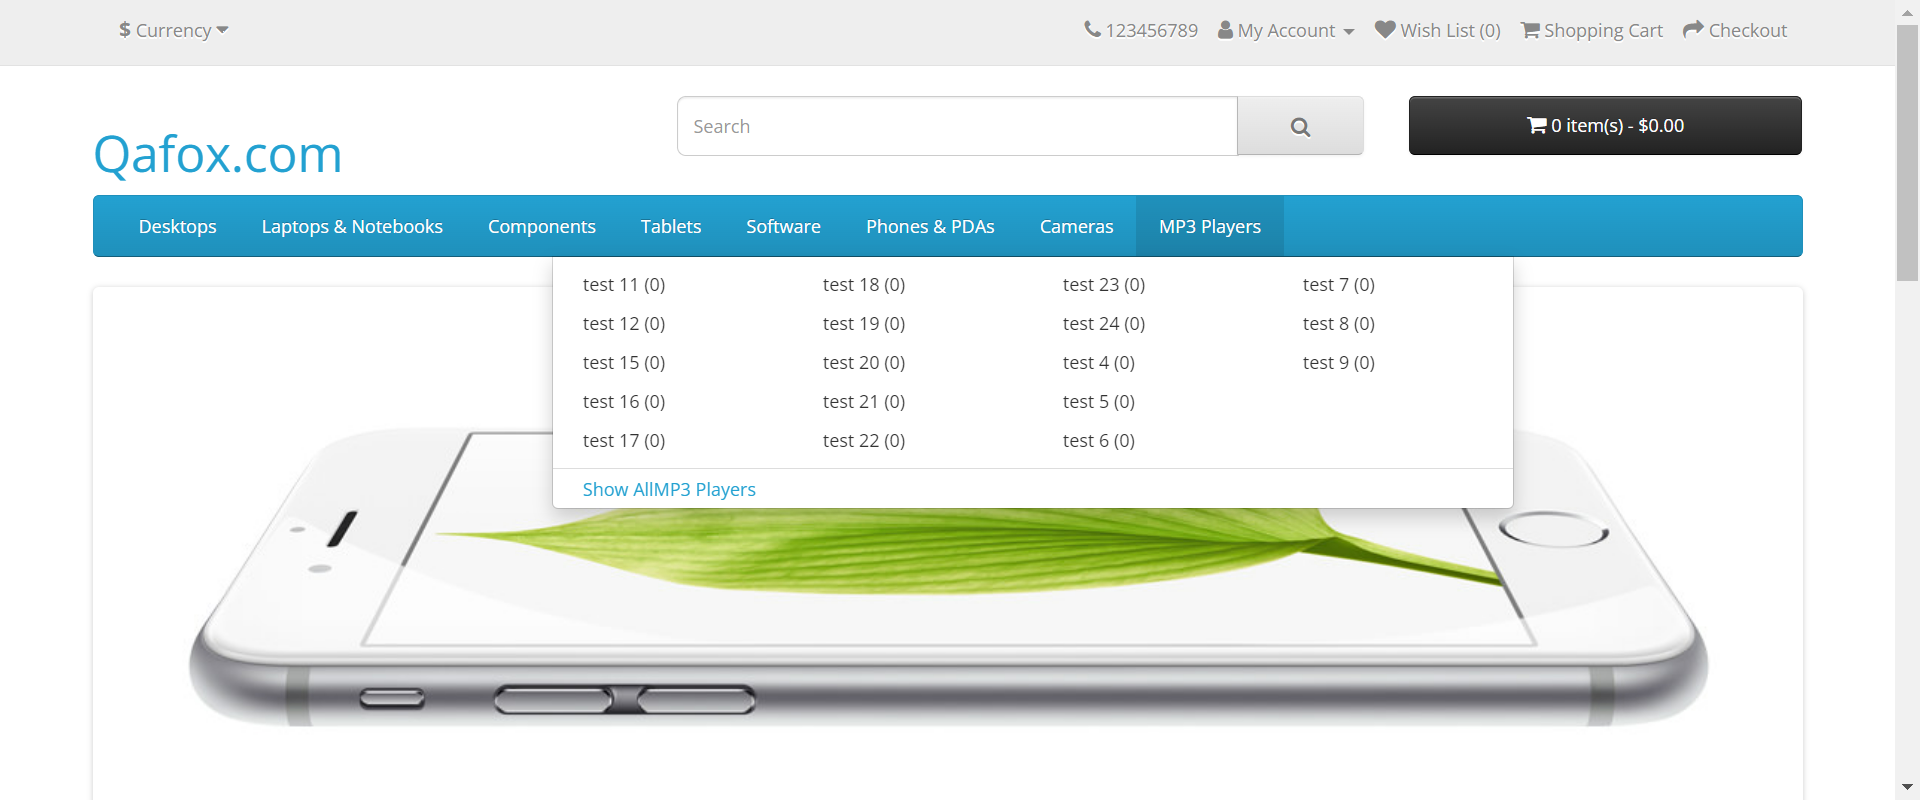 $ Currency
123456789 My Account Wish List (0) Shopping Cart Checkout
Qafox.com
Search
0 item(s) - $0.00
Desktops Laptops & Notebooks Components Tablets Software Phones & PDAs Cameras MP3 Players
test 11 (0)
test 12 (0)
test 15 (0)
test 16 (0)
test 17 (0)
test 18 (0)
test 19 (0)
test 20 (0)
test 21 (0)
test 22 (0)
test 23 (0)
test 24 (0)
test 4 (0)
test 5 (0)
test 6 (0)
test 7 (0)
test 8 (0)
test 9 (0)
Show AllMP3 Players